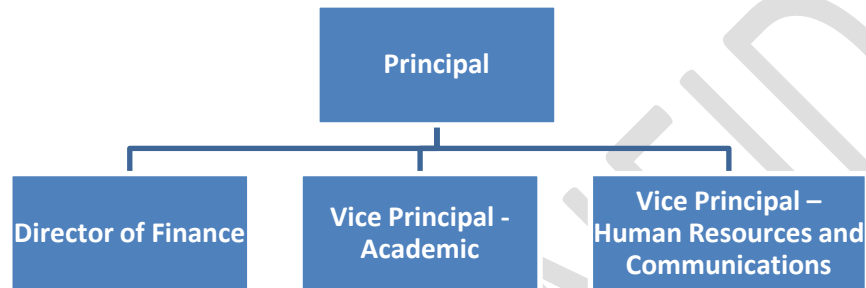 Principal
Director of Finance
Vice Principal -
Academic
Vice Principal –
Human Resources and
Communications